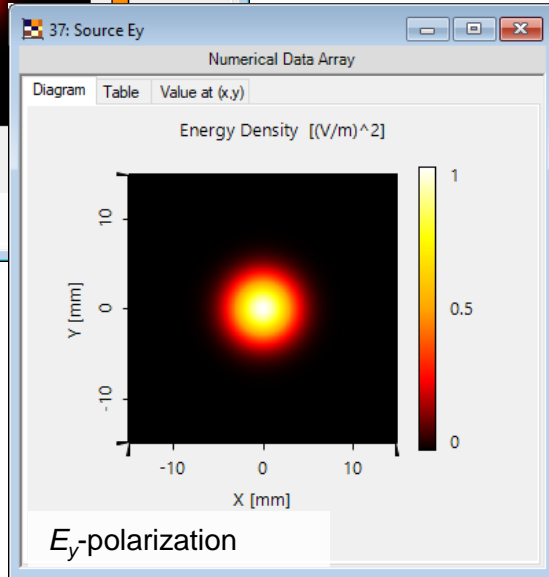 37: Source Ey
Numerical Data Array
Diagram Table Value at (x,y)
Energy Density [(V/m)^2]
1
0.5
0
10
0
-10
Y [mm]
-10 0 10
X [mm]
Ey-polarization